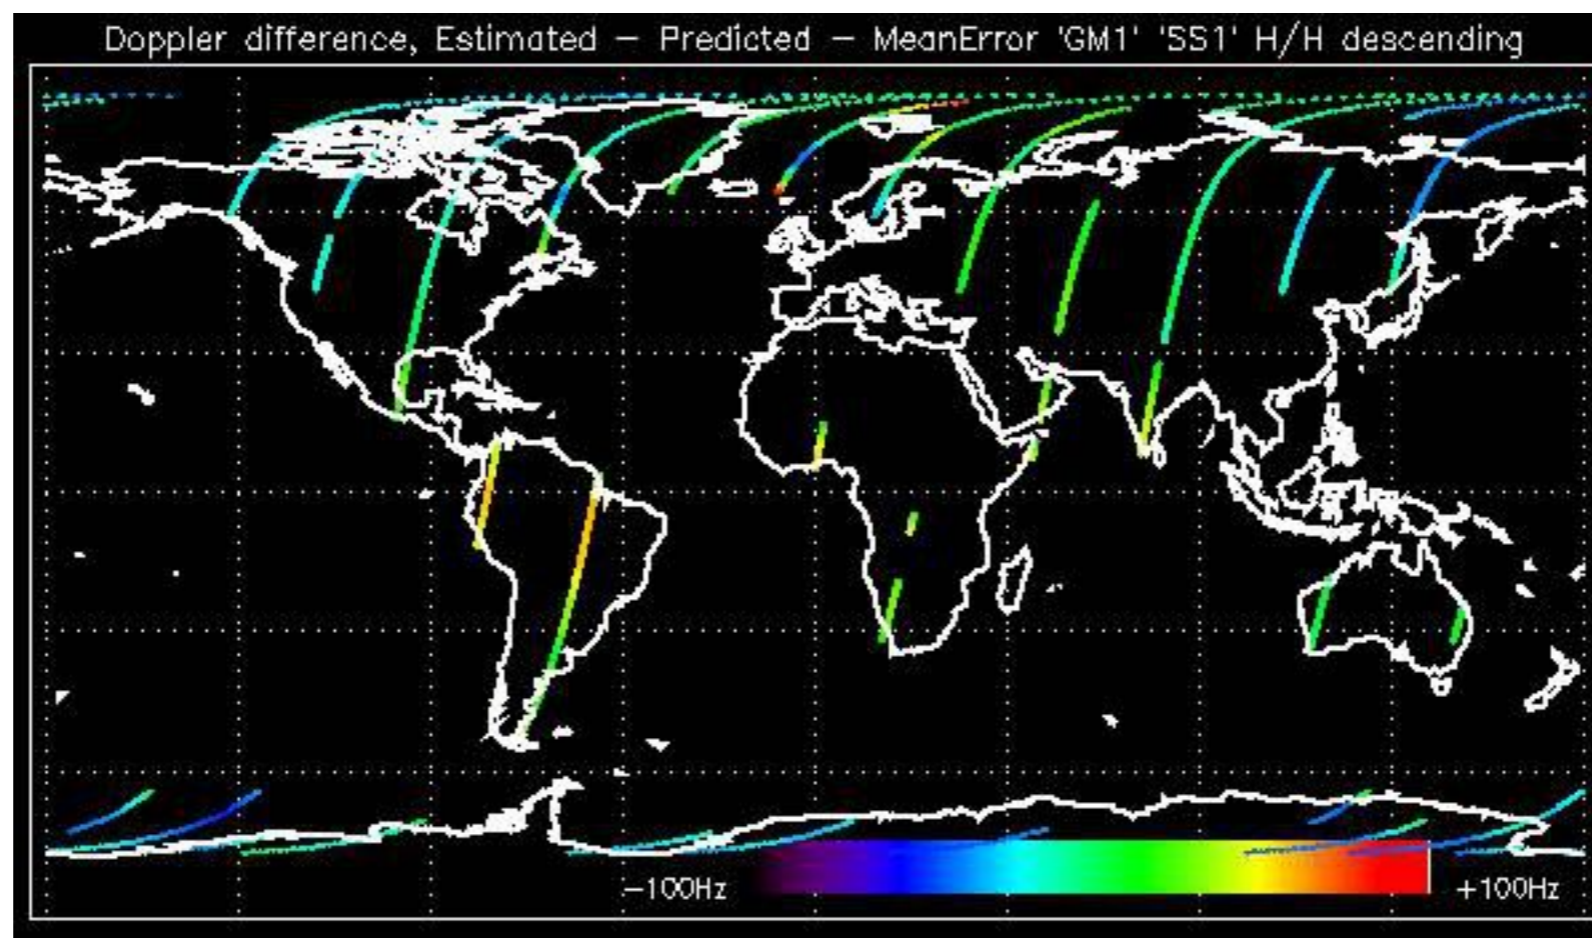 Doppler difference, Estimated – Predicted – MeanError 'GM1' 'SS1' H/H descending
–100Hz +100Hz